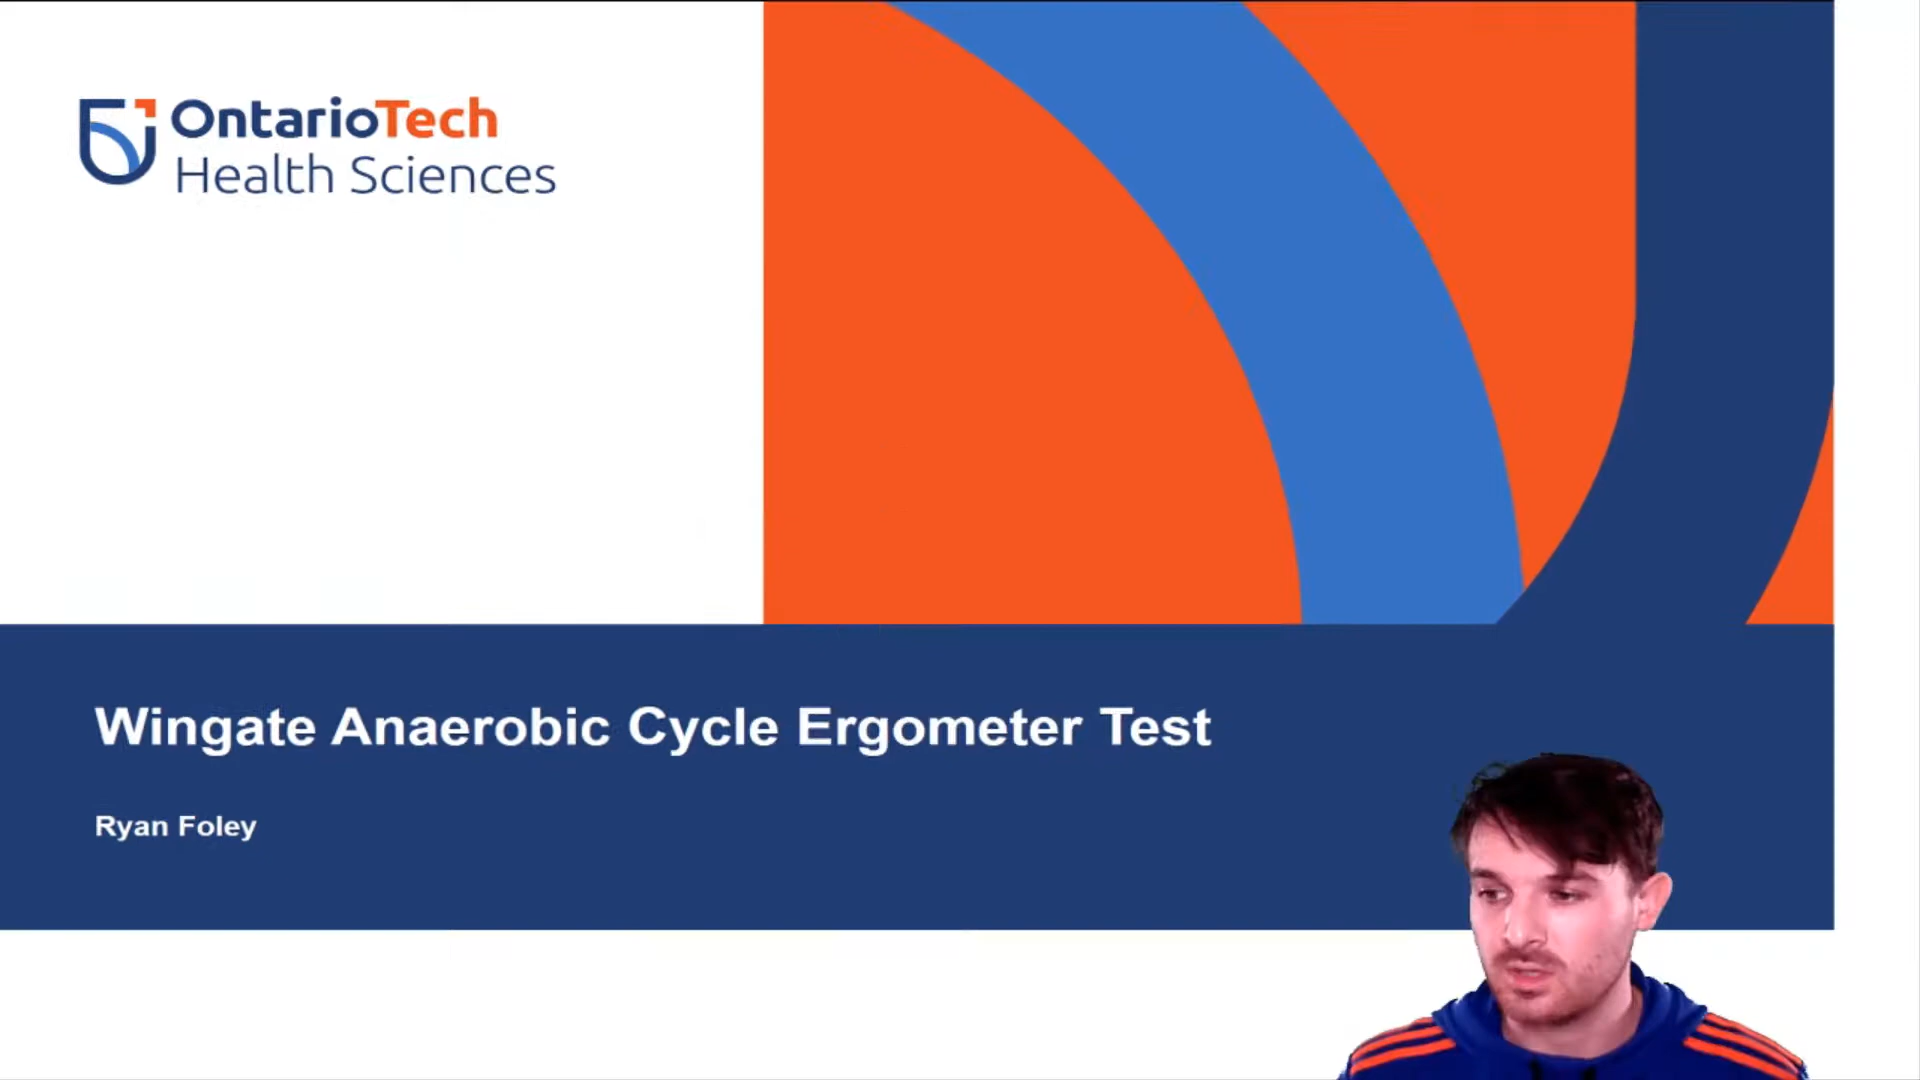 OntarioTech
Health Sciences
Wingate Anaerobic Cycle Ergometer Test
Ryan Foley